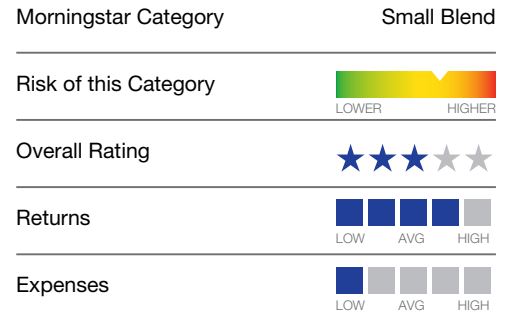 Morningstar Category Small Blend
Risk of this Category
LOWER HIGHER
Overall Rating
Returns
LOW AVG HIGH
Expenses
LOW AVG HIGH